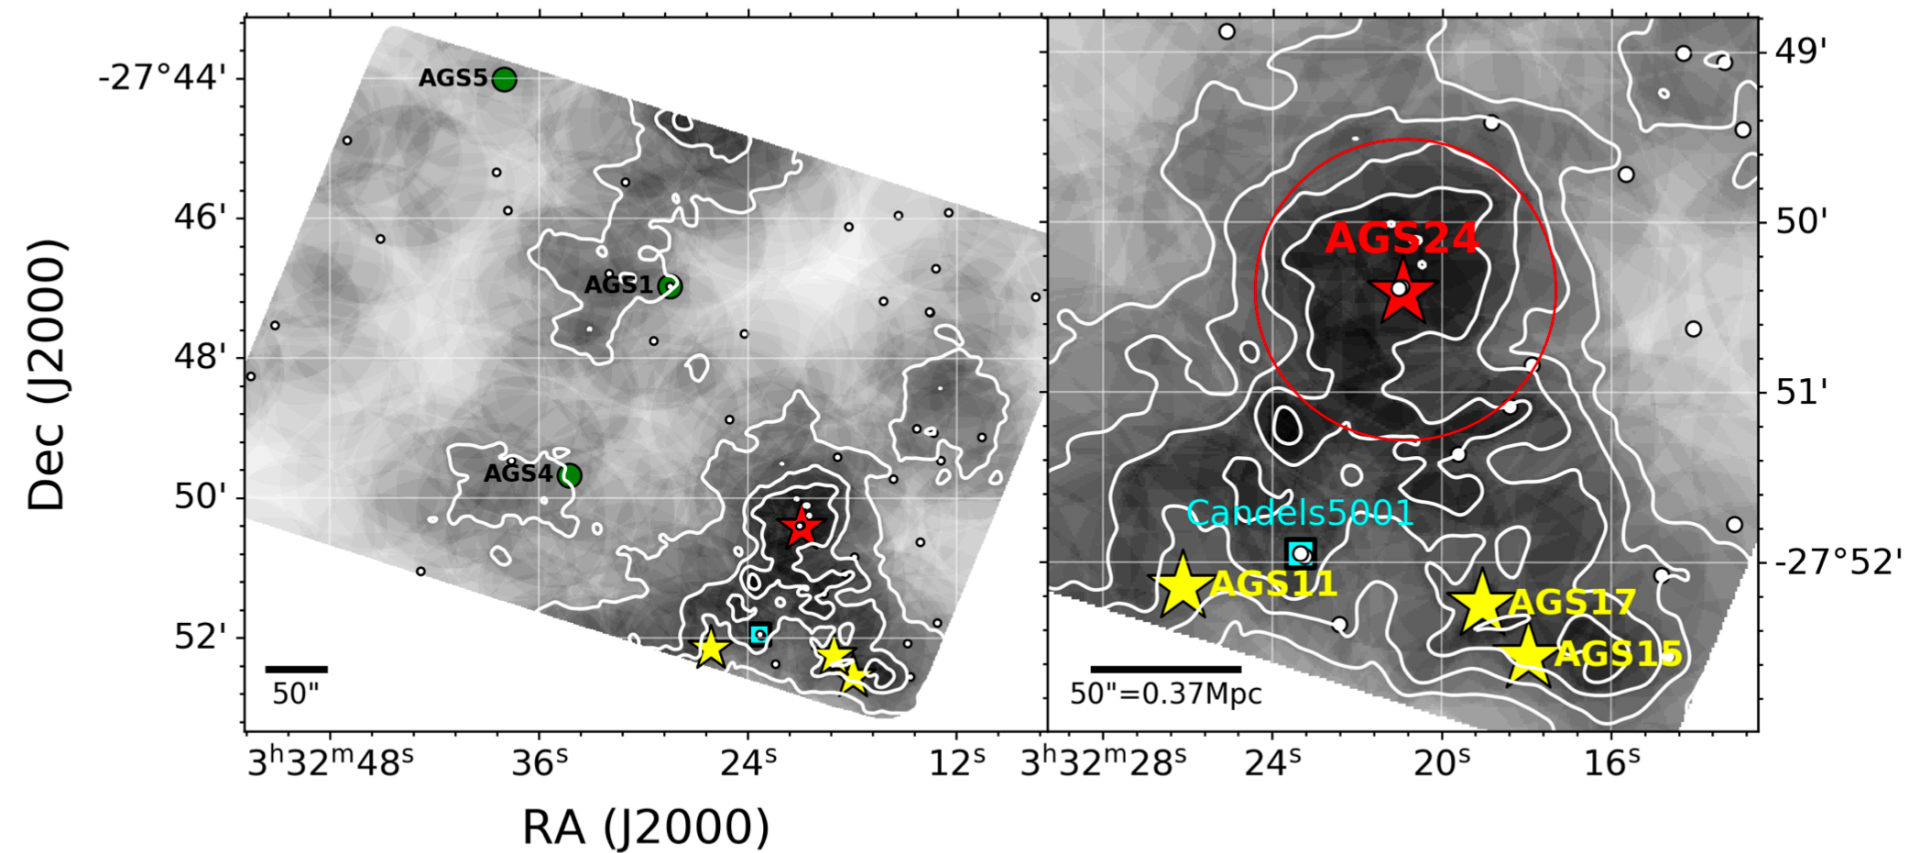 -27°44'
46'
48'
50'
52'
Dec (J2000)
AGS5
AGS1
AGS4
50"
3h32m48s
36s
24s
12s
RA (J2000)
49'
50'
51'
-27°52'
AGS24
Candels5001
AGS11
AGS17
AGS15
50"=0.37Mpc
3h32m28s
24s
20s
16s